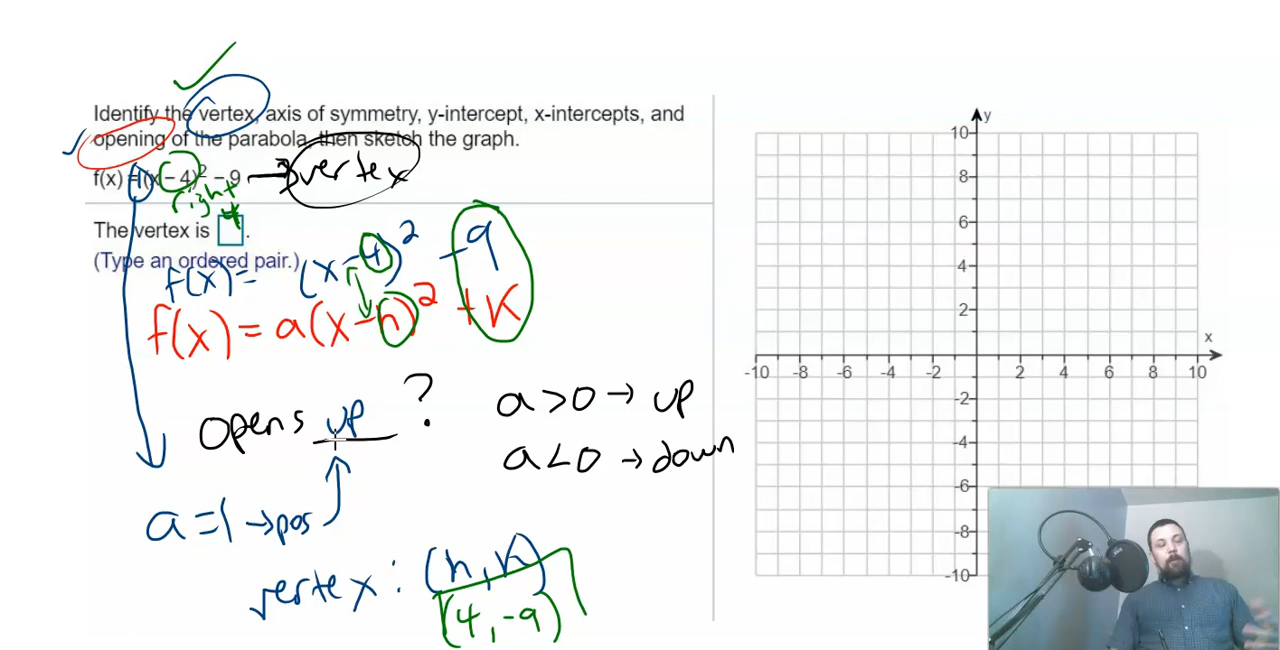 Identify the vertex, axis of symmetry, y-intercept, x-intercepts, and
opening of the parabola, then sketch the graph.
f(x) = 1(x - 4)² - 9 → vertex
right 4
The vertex is
(Type an ordered pair.)
f(x) = (x - 4)² - 9
f(x) = a(x - h)² + K
opens up ?
a > 0 → up
a < 0 → down
a = 1 → pos
vertex : (h, K)
(4, -9)
y
10
8
6
4
2
x
-10 -8 -6 -4 -2 2 4 6 8 10
-2
-4
-6
-8
-10